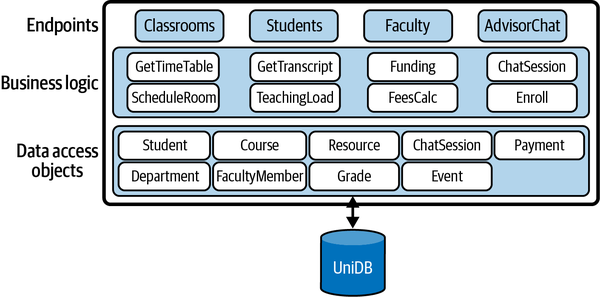 Endpoints
Classrooms
Students
Faculty
AdvisorChat
Business logic
GetTimeTable
GetTranscript
Funding
ChatSession
ScheduleRoom
TeachingLoad
FeesCalc
Enroll
Data access
objects
Student
Course
Resource
ChatSession
Payment
Department
FacultyMember
Grade
Event
UniDB